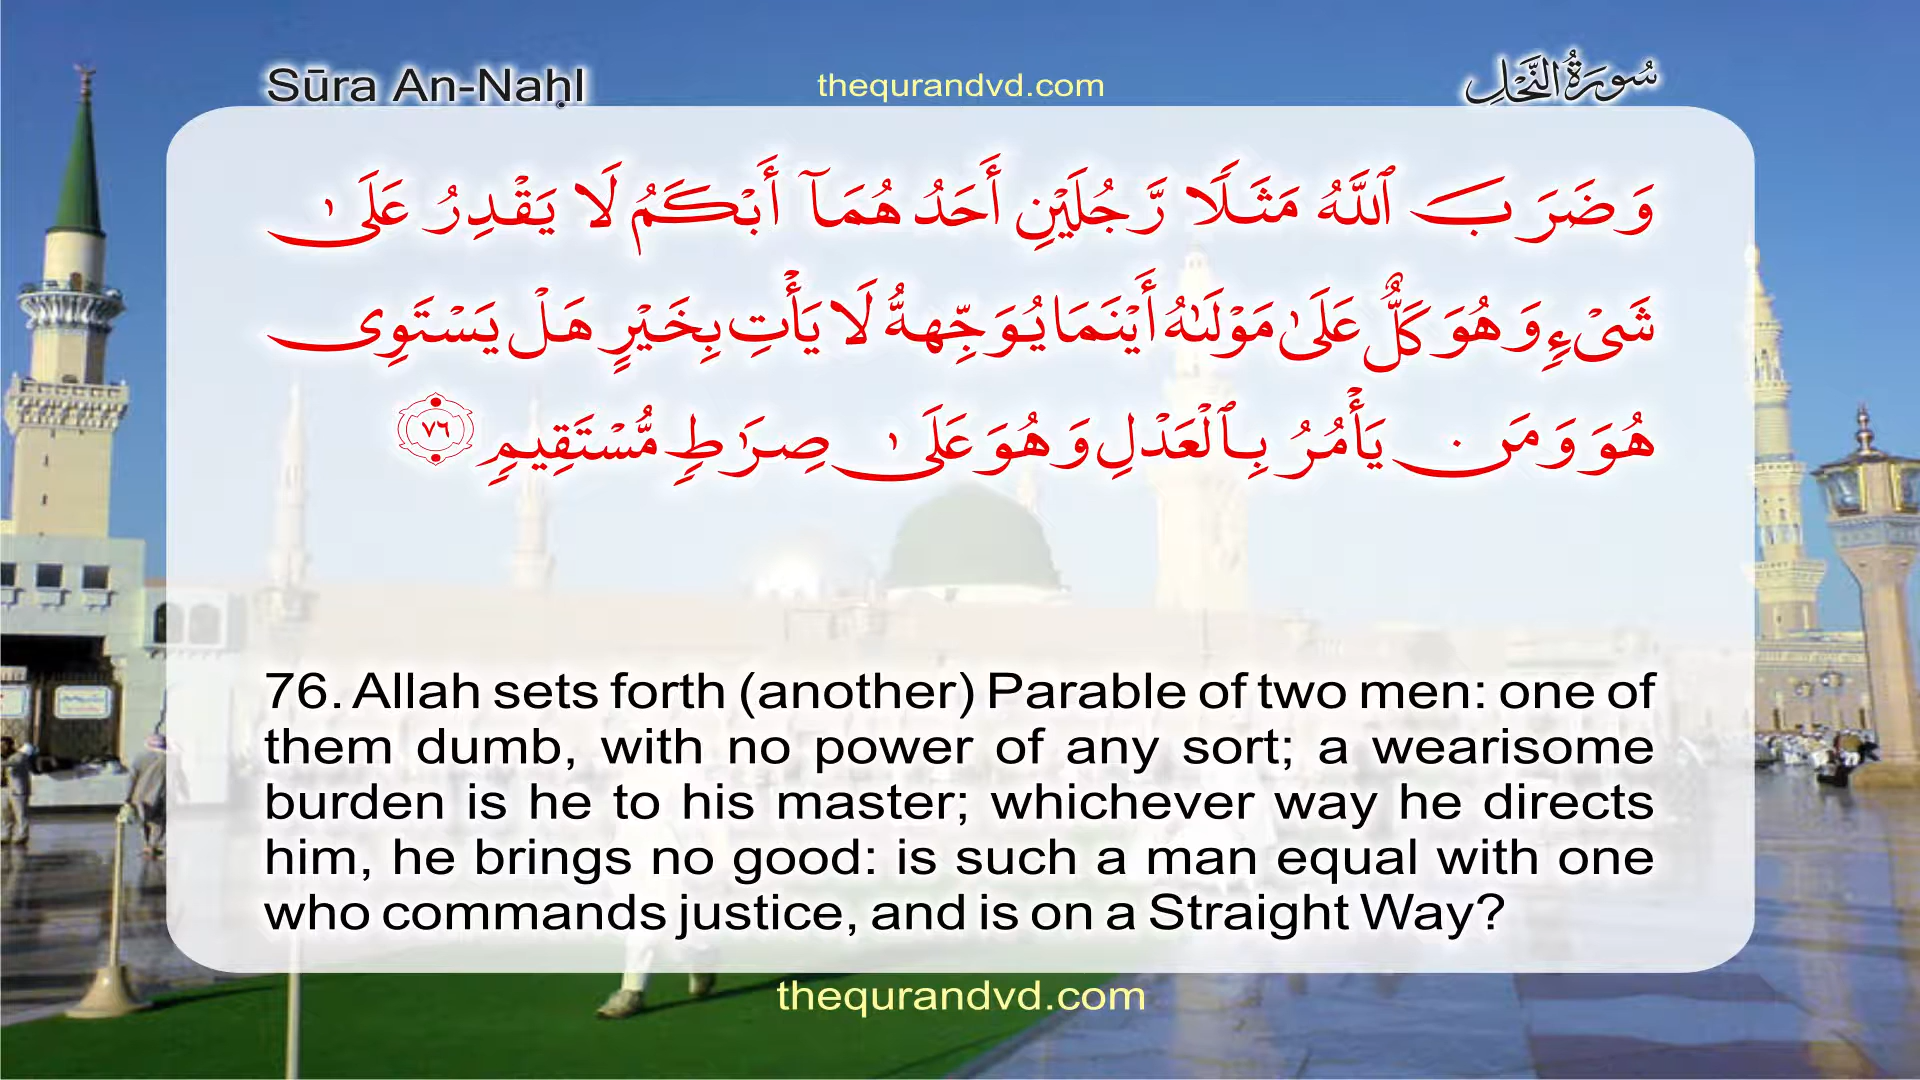 Sūra An-Naḥl
thequrandvd.com
سُورَةُ النَّحْلِ
وَضَرَبَ ٱللَّهُ مَثَلًا رَّجُلَيْنِ أَحَدُهُمَآ أَبْكَمُ لَا يَقْدِرُ عَلَىٰ
شَىْءٍ وَهُوَ كَلٌّ عَلَىٰ مَوْلَىٰهُ أَيْنَمَا يُوَجِّههُّ لَا يَأْتِ بِخَيْرٍ هَلْ يَسْتَوِى
هُوَ وَمَن يَأْمُرُ بِٱلْعَدْلِ وَهُوَ عَلَىٰ صِرَٰطٍ مُّسْتَقِيمٍ ٧٦
76. Allah sets forth (another) Parable of two men: one of
them dumb, with no power of any sort; a wearisome
burden is he to his master; whichever way he directs
him, he brings no good: is such a man equal with one
who commands justice, and is on a Straight Way?
thequrandvd.com